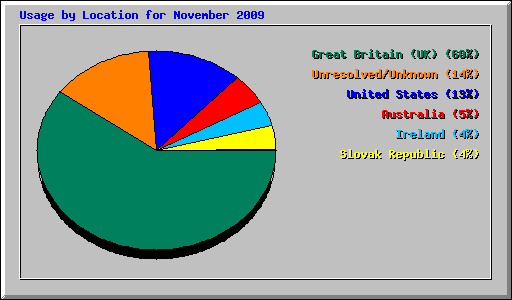 Usage by Location for November 2009
Great Britain (UK) (60%)
Unresolved/Unknown (14%)
United States (13%)
Australia (5%)
Ireland (4%)
Slovak Republic (4%)